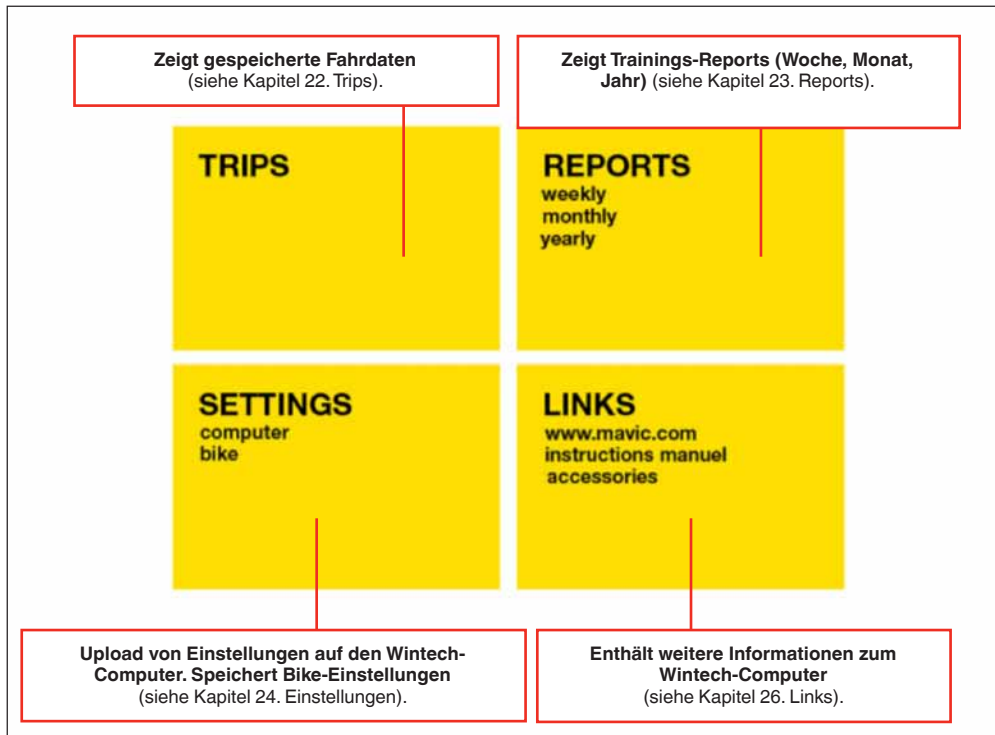 Zeigt gespeicherte Fahrdaten
(siehe Kapitel 22. Trips).
Zeigt Trainings-Reports (Woche, Monat,
Jahr) (siehe Kapitel 23. Reports).
TRIPS
REPORTS
weekly
monthly
yearly
SETTINGS
computer
bike
LINKS
www.mavic.com
instructions manuel
accessories
Upload von Einstellungen auf den Wintech-
Computer. Speichert Bike-Einstellungen
(siehe Kapitel 24. Einstellungen).
Enthält weitere Informationen zum
Wintech-Computer
(siehe Kapitel 26. Links).